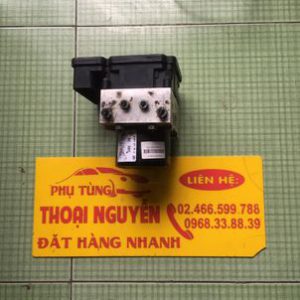 LIÊN HỆ:
PHỤ TÙNG
THOẠI NGUYỄN
02.466.599.788
0968.33.88.39
ĐẶT HÀNG NHANH